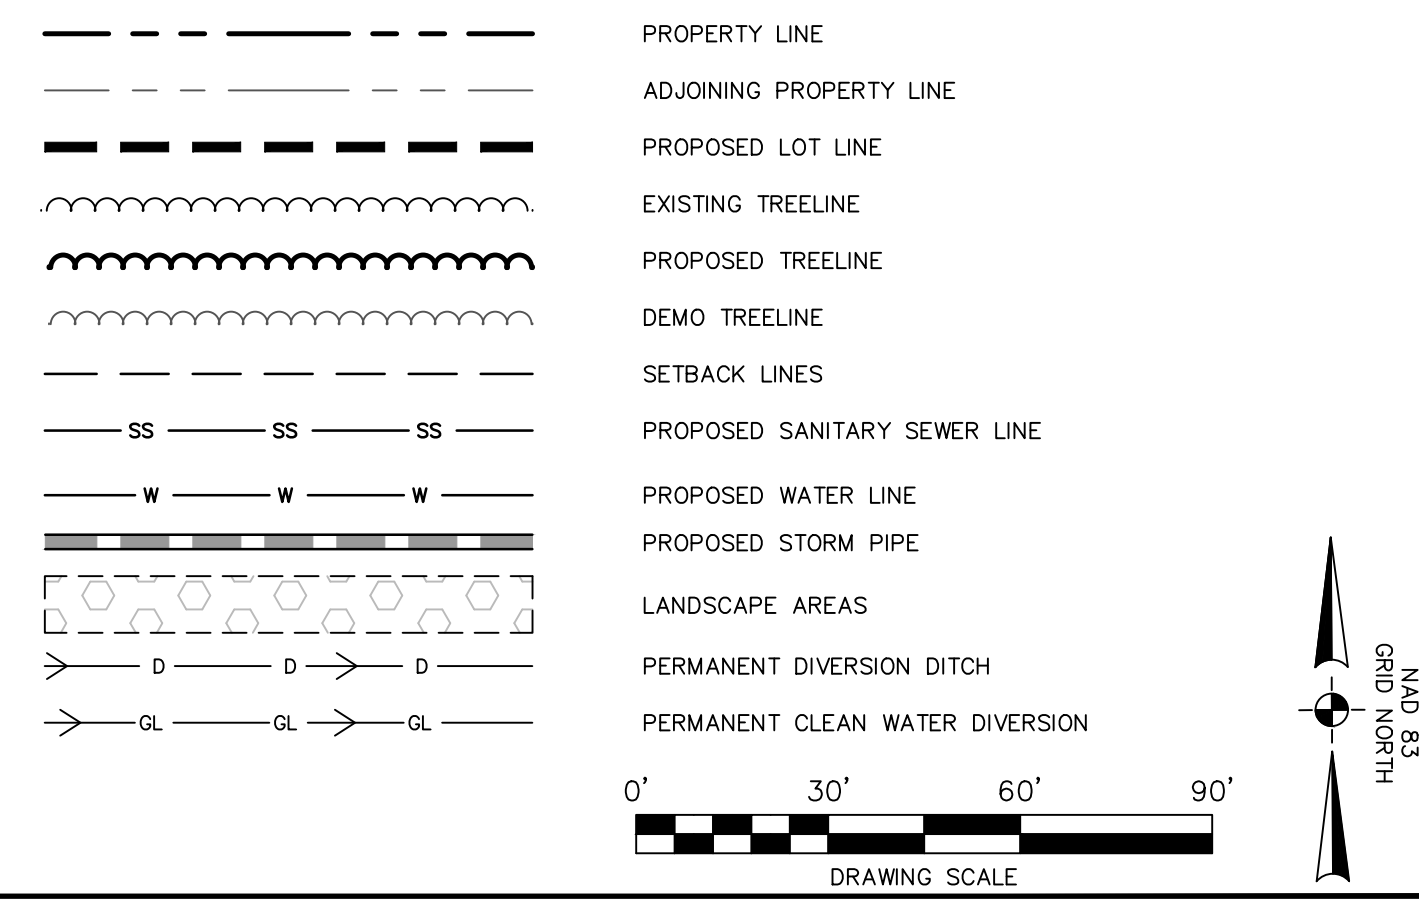 PROPERTY LINE
ADJOINING PROPERTY LINE
PROPOSED LOT LINE
EXISTING TREELINE
PROPOSED TREELINE
DEMO TREELINE
SETBACK LINES
SS SS SS PROPOSED SANITARY SEWER LINE
W W W PROPOSED WATER LINE
PROPOSED STORM PIPE
LANDSCAPE AREAS
D D D PERMANENT DIVERSION DITCH
GL GL GL PERMANENT CLEAN WATER DIVERSION
NAD 83
GRID NORTH
0' 30' 60' 90'
DRAWING SCALE